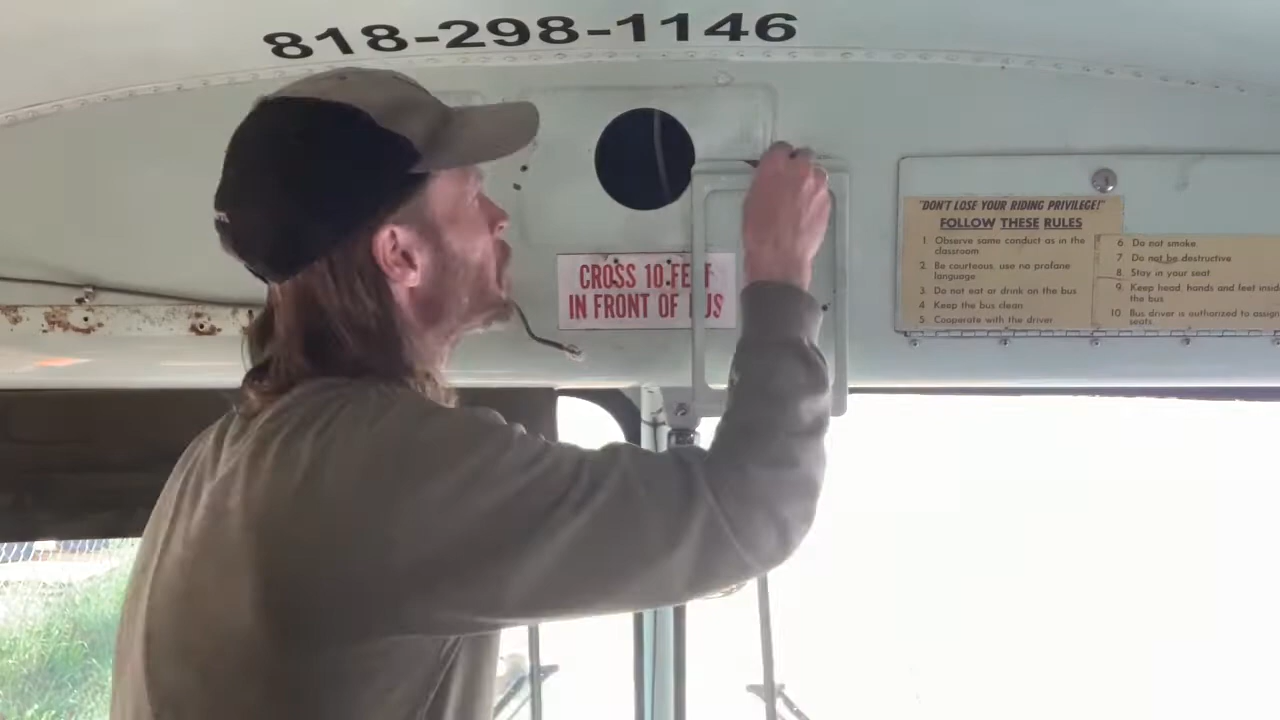 818-298-1146
CROSS 10 FEET
IN FRONT OF BUS
"DON'T LOSE YOUR RIDING PRIVILEGE!"
FOLLOW THESE RULES
1. Observe same conduct as in the
classroom
2. Be courteous, use no profane
language
3. Do not eat or drink on the bus
4 Keep the bus clean
5. Cooperate with the driver
6 Do not smoke
7 Do not be destructive
8. Stay in your seat
9. Keep head, hands and feet inside
the bus
10. Bus driver is authorized to assign
seats